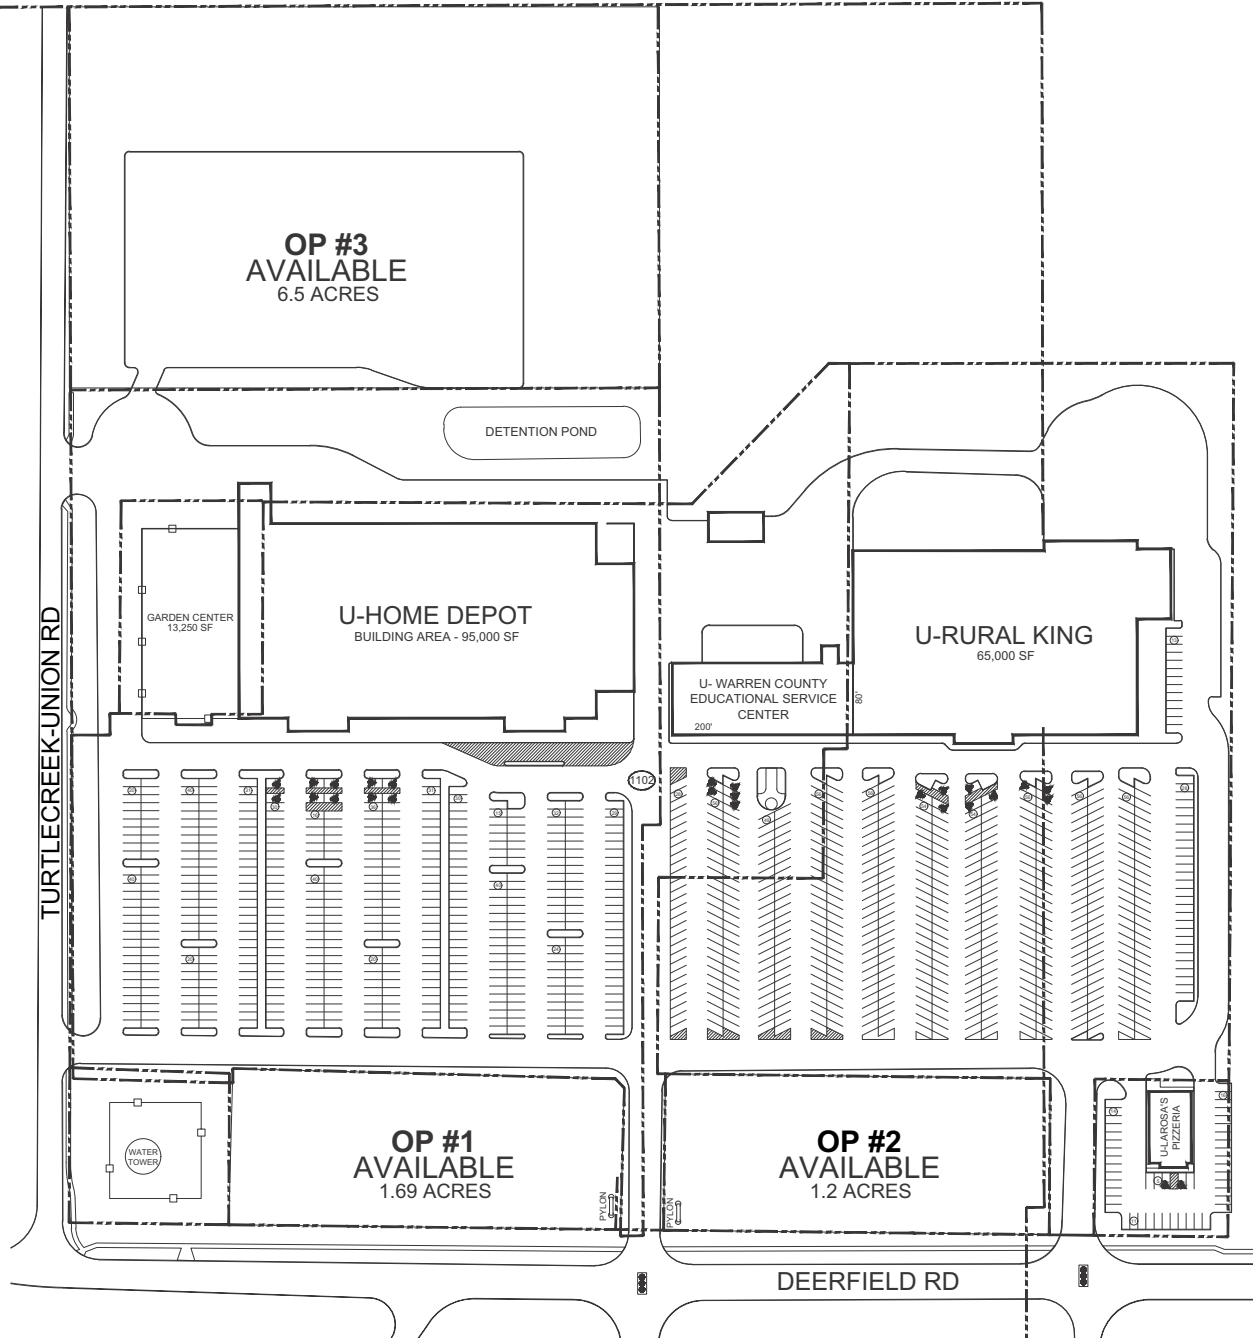 OP #3
AVAILABLE
6.5 ACRES
DETENTION POND
GARDEN CENTER
13,250 SF
U-HOME DEPOT
BUILDING AREA - 95,000 SF
U-RURAL KING
65,000 SF
U- WARREN COUNTY
EDUCATIONAL SERVICE
CENTER
200'
80'
TURTLECREEK-UNION RD
1102
WATER
TOWER
OP #1
AVAILABLE
1.69 ACRES
PYLON
PYLON
OP #2
AVAILABLE
1.2 ACRES
U-LAROSA'S
PIZZERIA
DEERFIELD RD